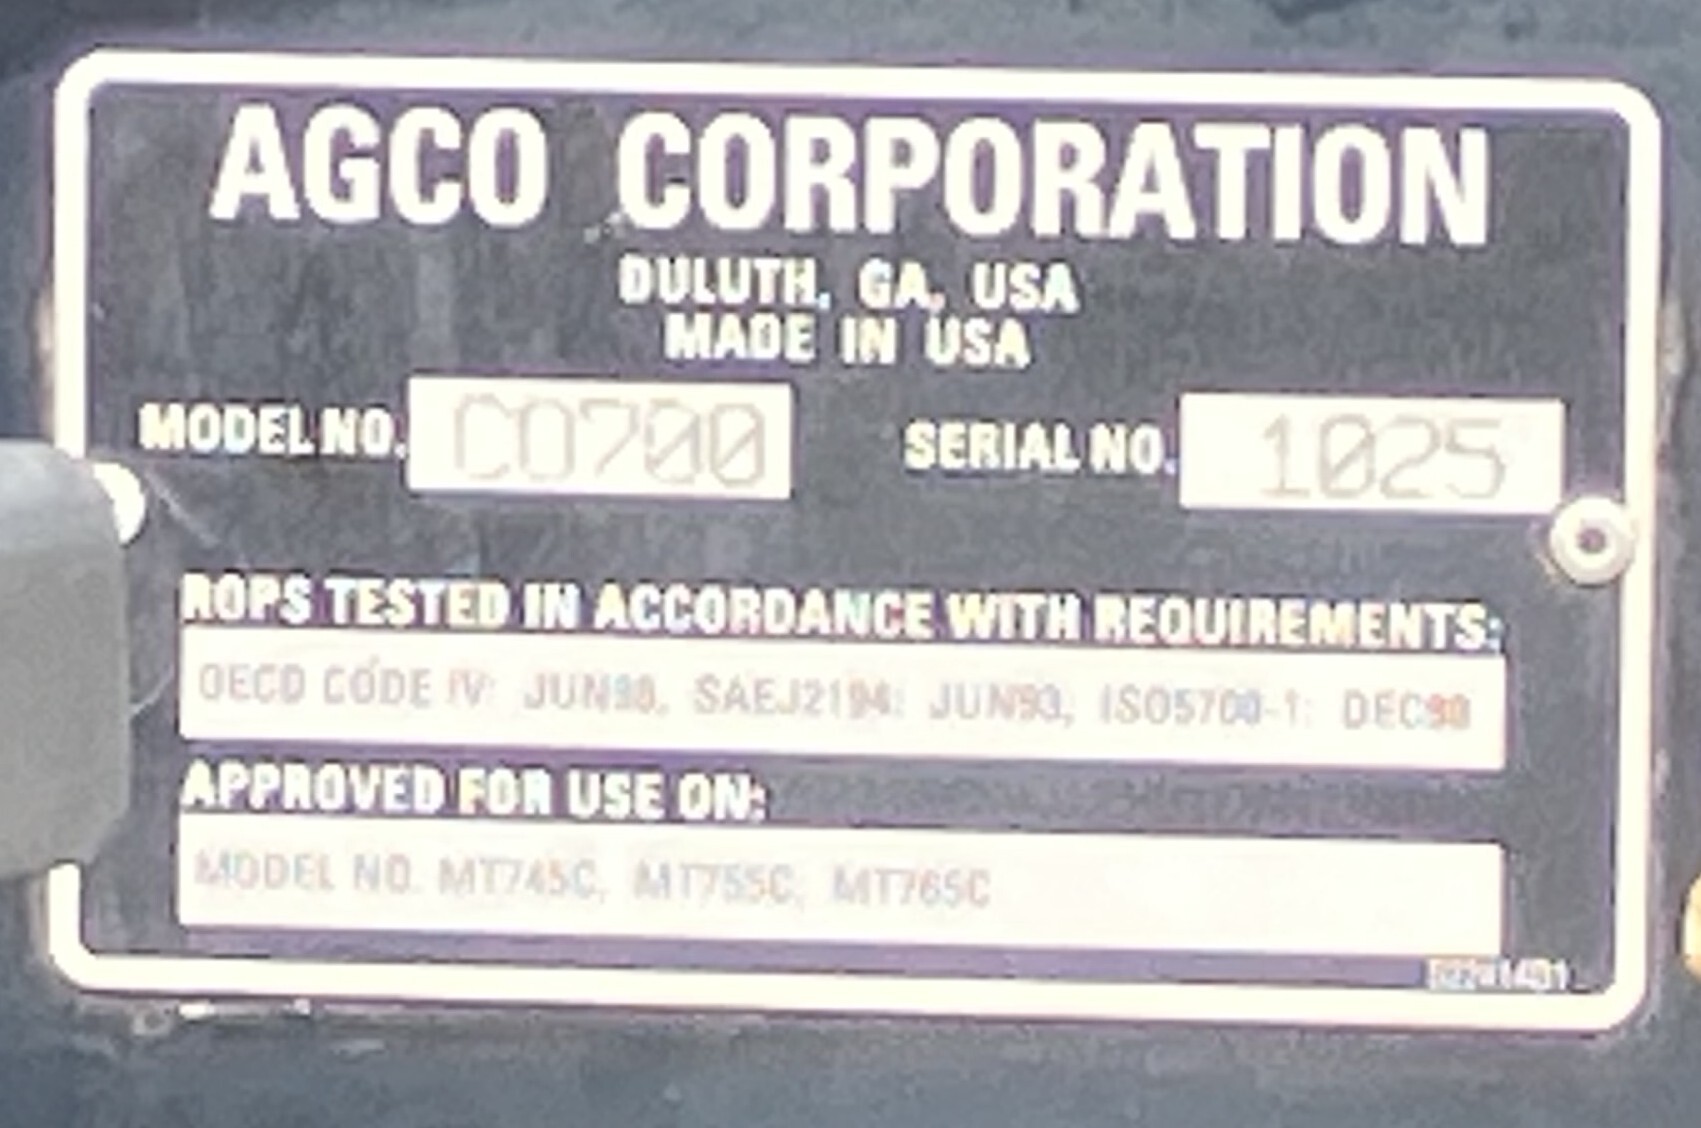 AGCO CORPORATION
DULUTH, GA, USA
MADE IN USA
MODEL NO. CO700 SERIAL NO. 1025
ROPS TESTED IN ACCORDANCE WITH REQUIREMENTS:
OECD CODE IV: JUN98, SAEJ2194: JUN93, ISO5700-1: DEC98
APPROVED FOR USE ON:
MODEL NO. MT745C, MT755C, MT765C